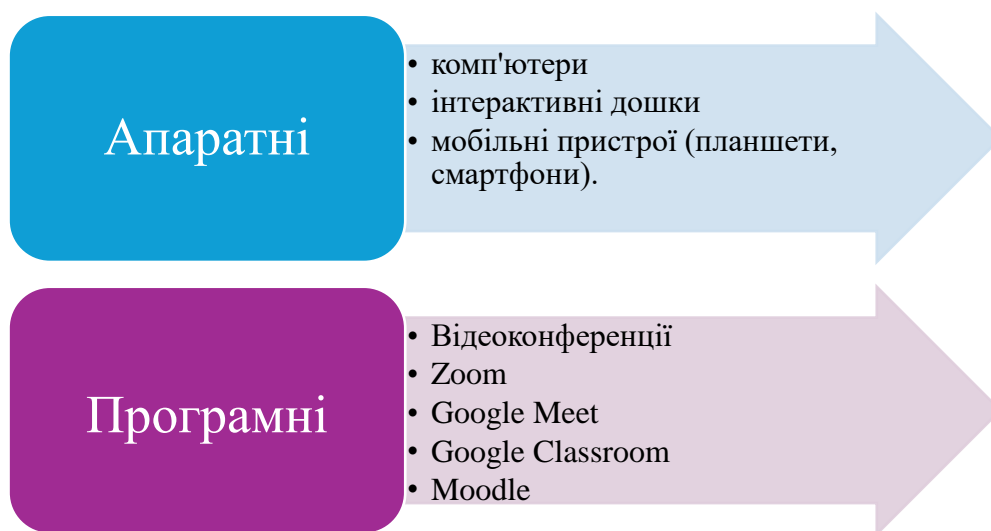 Апаратні
• комп'ютери
• інтерактивні дошки
• мобільні пристрої (планшети,
смартфони).
Програмні
• Відеоконференції
• Zoom
• Google Meet
• Google Classroom
• Moodle